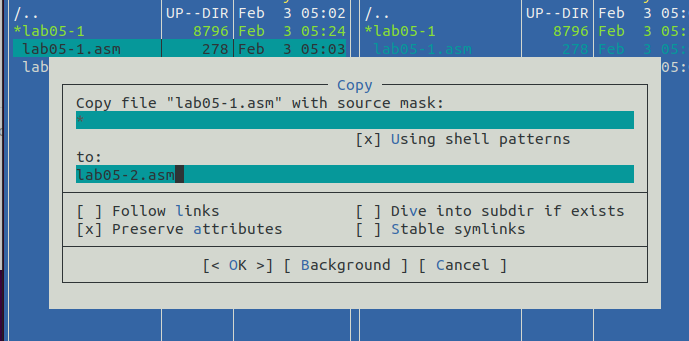 /.. UP--DIR Feb 3 05:02 /.. UP--DIR Feb 3 05:02
*lab05-1 8796 Feb 3 05:24 *lab05-1 8796 Feb 3 05:24
lab05-1.asm 278 Feb 3 05:03 lab05-1.asm 278 Feb 3 05:03
lab
Copy
Copy file "lab05-1.asm" with source mask:
*
[x] Using shell patterns
to:
lab05-2.asm
[ ] Follow links [ ] Dive into subdir if exists
[x] Preserve attributes [ ] Stable symlinks
[< OK >] [ Background ] [ Cancel ]